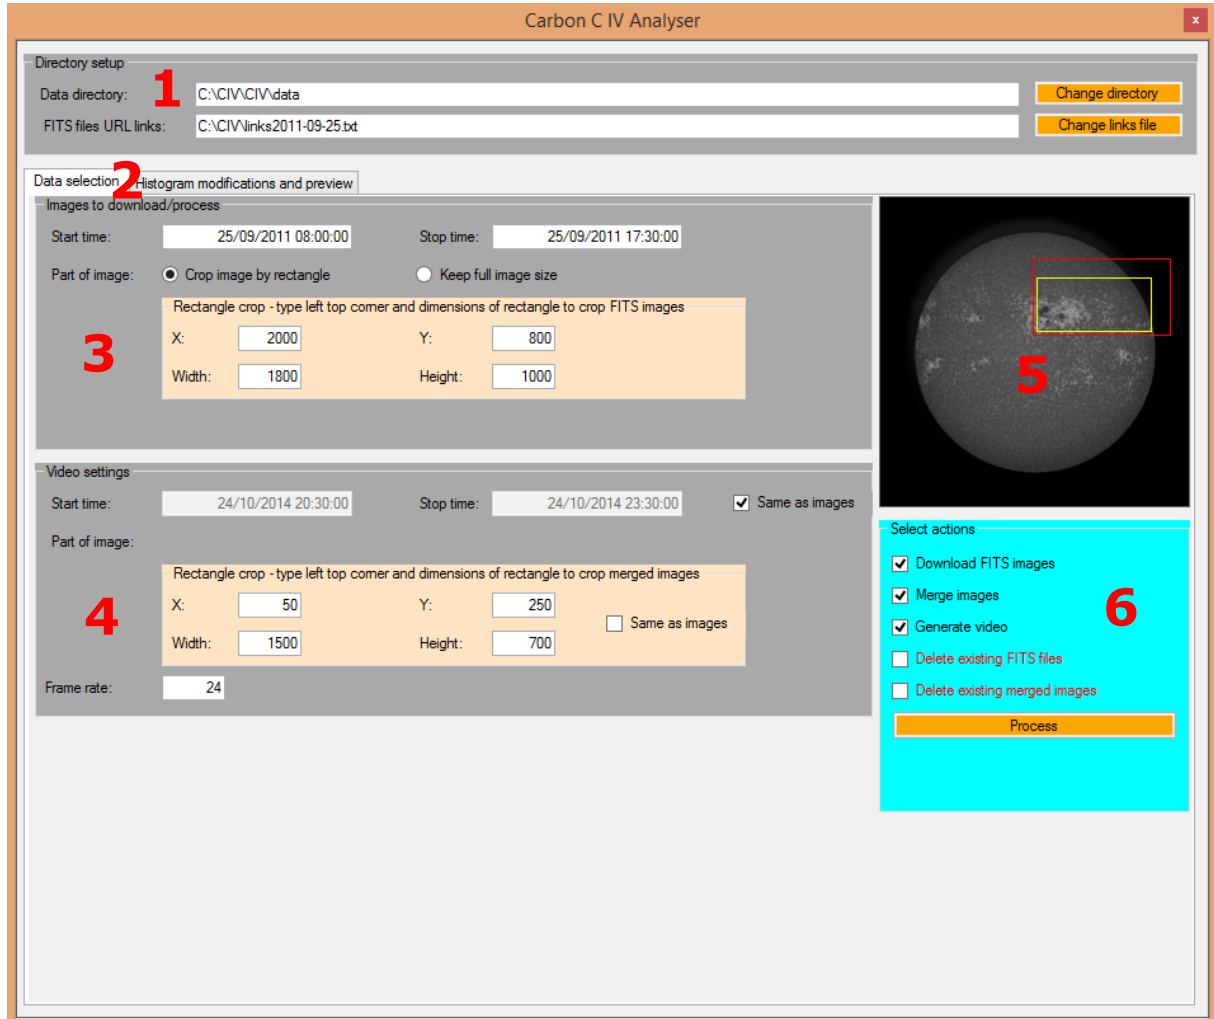 Carbon C IV Analyser
x
Directory setup
1
Data directory: C:\CIV\CIV\data Change directory
FITS files URL links: C:\CIV\links2011-09-25.txt Change links file
2
Data selection Histogram modifications and preview
Images to download/process
Start time: 25/09/2011 08:00:00 Stop time: 25/09/2011 17:30:00
Part of image: Crop image by rectangle Keep full image size
Rectangle crop - type left top corner and dimensions of rectangle to crop FITS images
3
X: 2000 Y: 800
Width: 1800 Height: 1000
5
Video settings
Start time: 24/10/2014 20:30:00 Stop time: 24/10/2014 23:30:00 Same as images
Part of image:
Rectangle crop - type left top corner and dimensions of rectangle to crop merged images
4
X: 50 Y: 250
Same as images
Width: 1500 Height: 700
Frame rate: 24
Select actions
Download FITS images
Merge images
6
Generate video
Delete existing FITS files
Delete existing merged images
Process